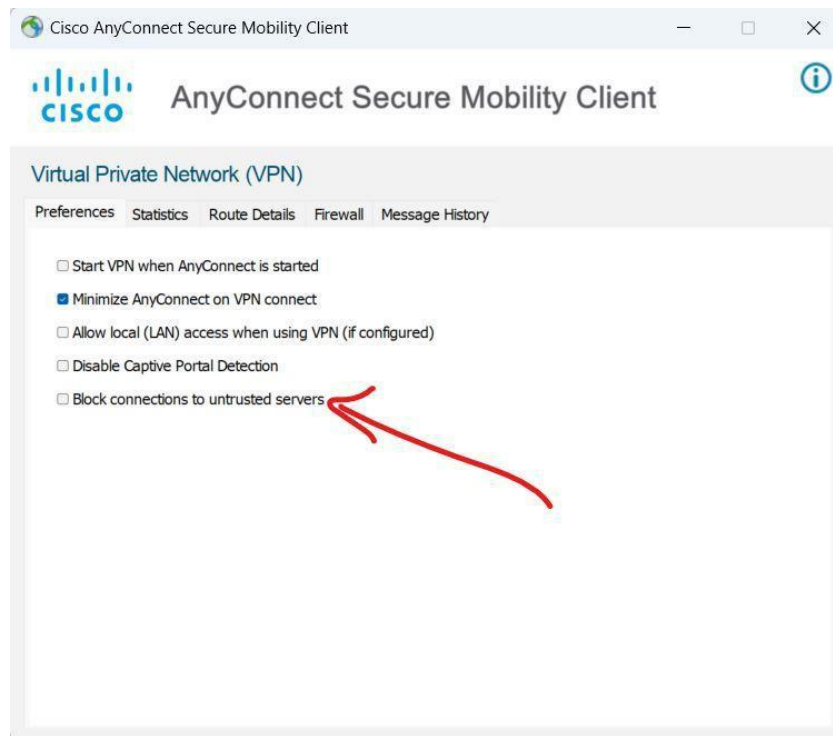 Cisco AnyConnect Secure Mobility Client
CISCO
AnyConnect Secure Mobility Client
Virtual Private Network (VPN)
Preferences Statistics Route Details Firewall Message History
Start VPN when AnyConnect is started
Minimize AnyConnect on VPN connect
Allow local (LAN) access when using VPN (if configured)
Disable Captive Portal Detection
Block connections to untrusted servers